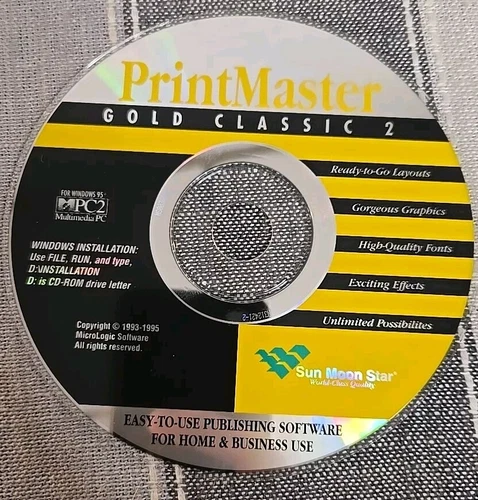 PrintMaster
GOLD CLASSIC 2
Ready-to-Go Layouts
FOR WINDOWS 95
MPC2
Multimedia PC
Gorgeous Graphics
WINDOWS INSTALLATION:
Use FILE, RUN, and type,
D:\INSTALLATION
D: is CD-ROM drive letter
High-Quality Fonts
Exciting Effects
Unlimited Possibilites
Copyright © 1993-1995
MicroLogic Software
All rights reserved.
Sun Moon Star®
World-Class Quality
EASY-TO-USE PUBLISHING SOFTWARE
FOR HOME & BUSINESS USE